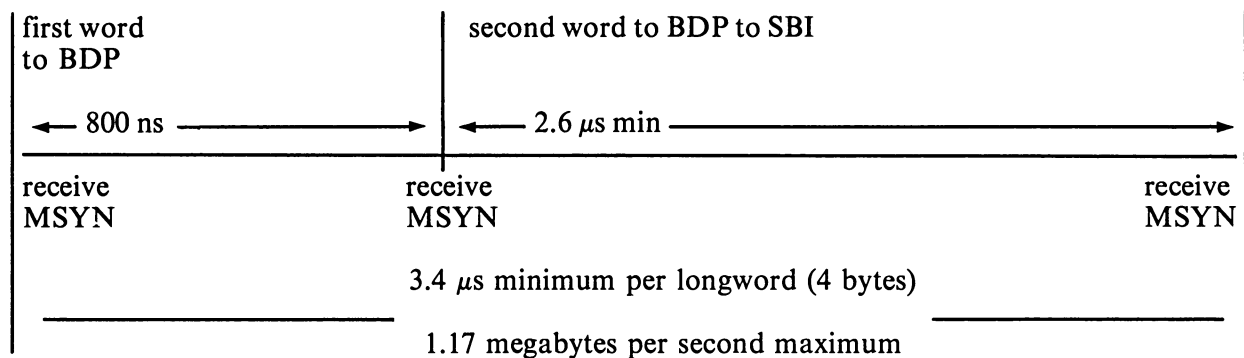 first word
to BDP
second word to BDP to SBI
800 ns
2.6 μs min
receive
MSYN
receive
MSYN
receive
MSYN
3.4 μs minimum per longword (4 bytes)
1.17 megabytes per second maximum